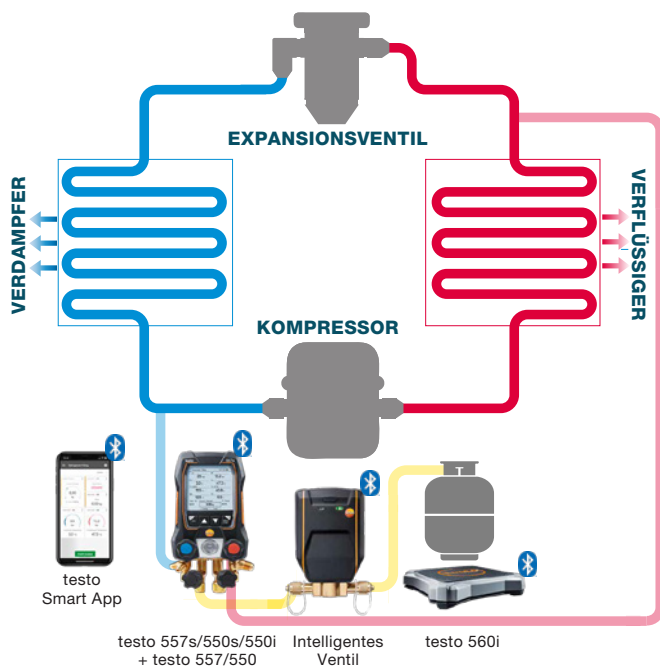 EXPANSIONSVENTIL
VERDAMPFER
VERFLÜSSIGER
KOMPRESSOR
T
testo
Smart App
testo 557s/550s/550i
+ testo 557/550
Intelligentes
Ventil
testo 560i